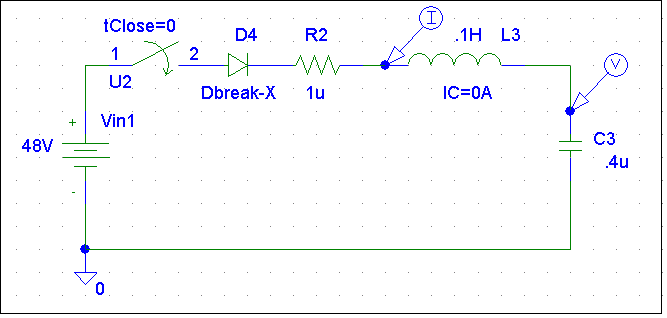 tClose=0
1
2
U2
D4
Dbreak-X
R2
1u
I
.1H L3
IC=0A
V
+
Vin1
48V
-
C3
.4u
0